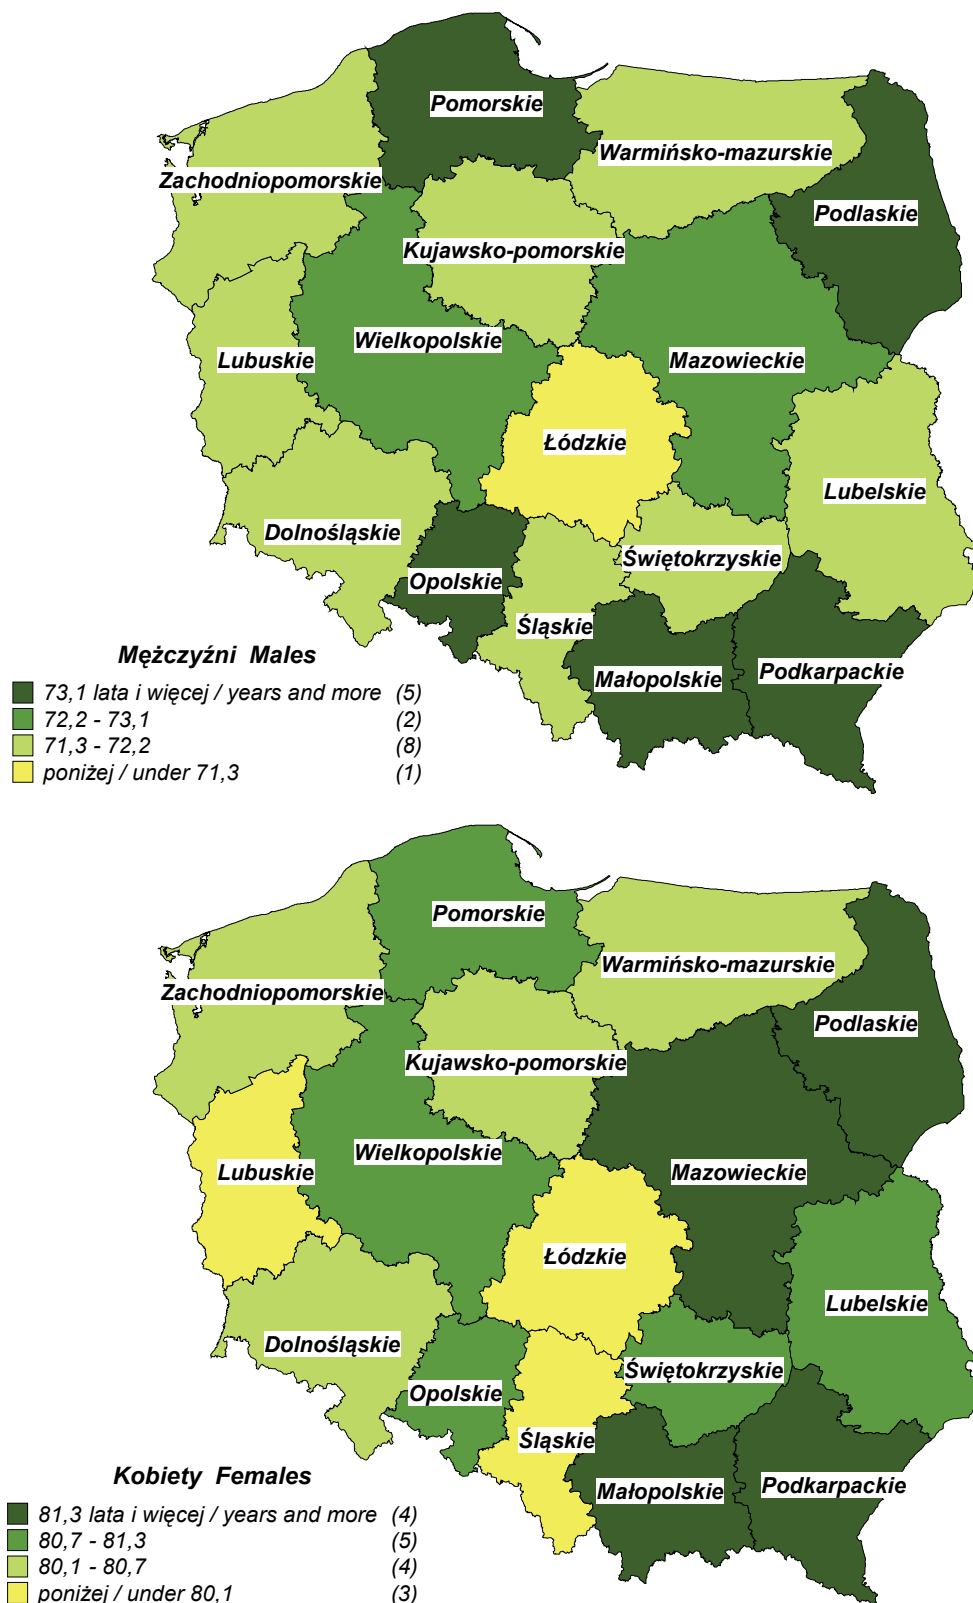 Pomorskie
Warmińsko-mazurskie
Zachodniopomorskie
Podlaskie
Kujawsko-pomorskie
Wielkopolskie
Lubuskie
Mazowieckie
Łódzkie
Lubelskie
Dolnośląskie
Świętokrzyskie
Opolskie
Śląskie
Małopolskie
Podkarpackie
Mężczyźni Males
73,1 lata i więcej / years and more (5)
72,2 - 73,1 (2)
71,3 - 72,2 (8)
poniżej / under 71,3 (1)
Pomorskie
Warmińsko-mazurskie
Zachodniopomorskie
Podlaskie
Kujawsko-pomorskie
Wielkopolskie
Lubuskie
Mazowieckie
Łódzkie
Lubelskie
Dolnośląskie
Świętokrzyskie
Opolskie
Śląskie
Małopolskie
Podkarpackie
Kobiety Females
81,3 lata i więcej / years and more (4)
80,7 - 81,3 (5)
80,1 - 80,7 (4)
poniżej / under 80,1 (3)